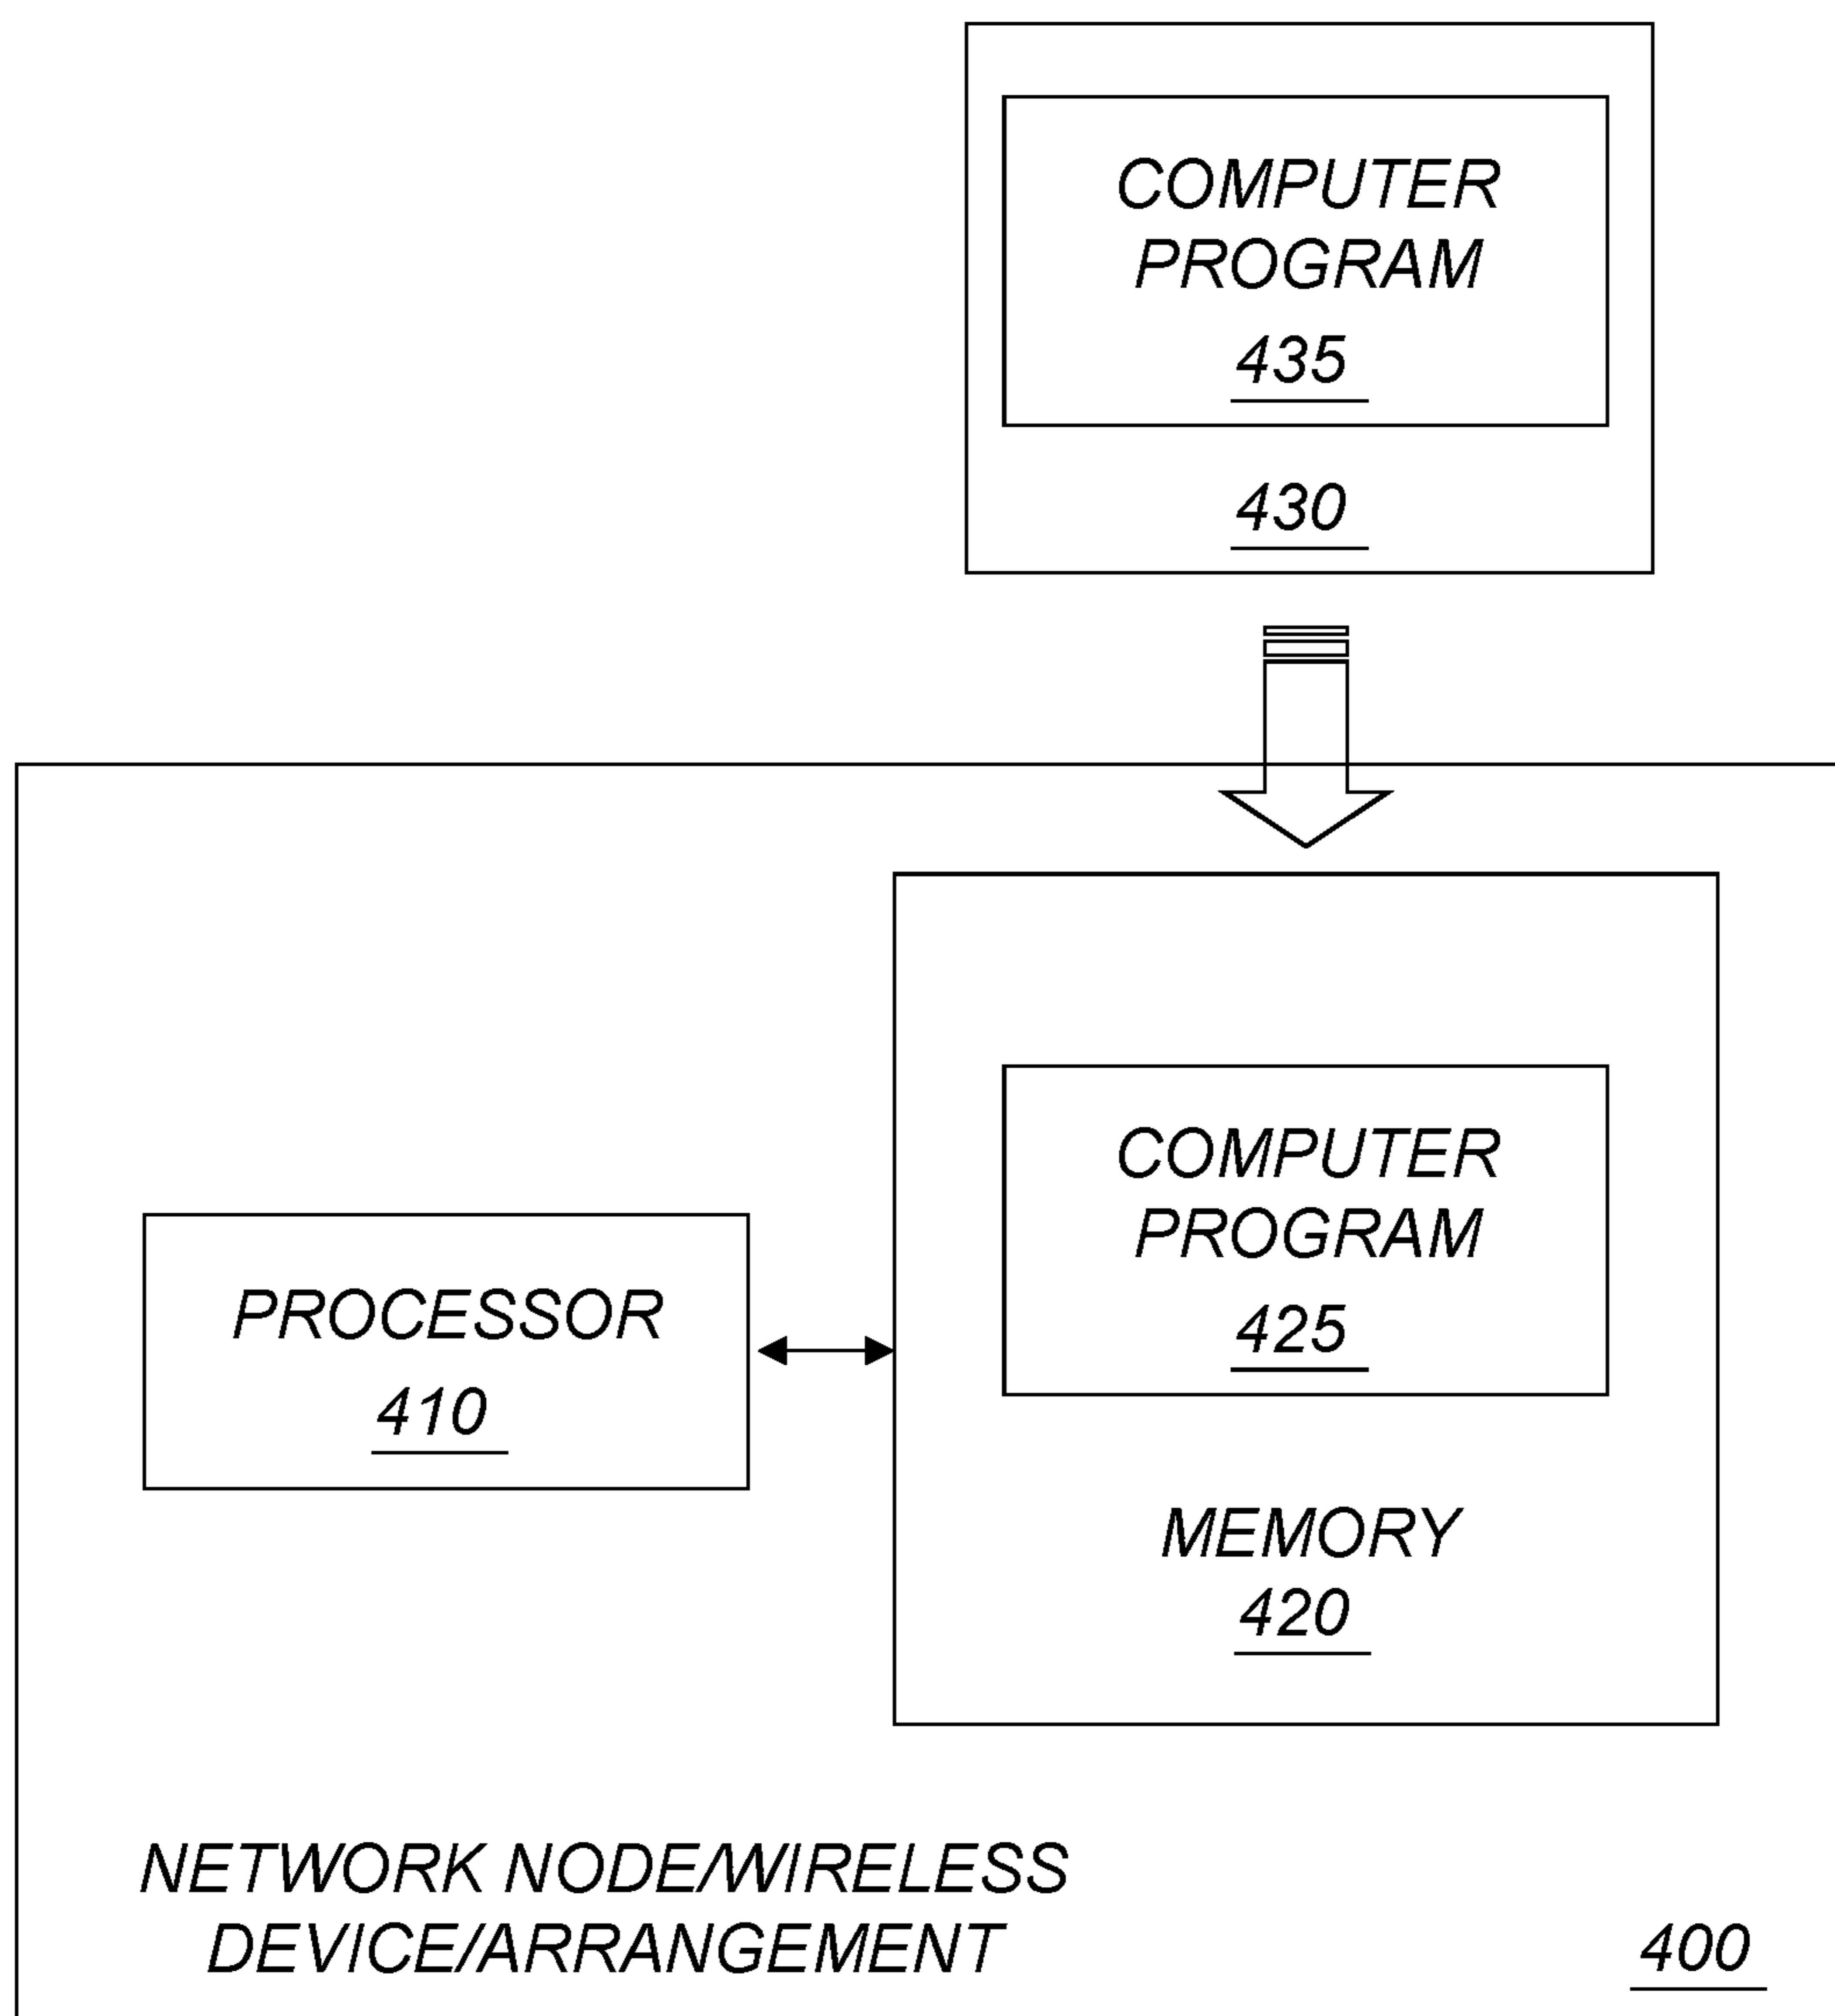 COMPUTER
PROGRAM
435
430
COMPUTER
PROGRAM
425
PROCESSOR
410
MEMORY
420
NETWORK NODE/WIRELESS
DEVICE/ARRANGEMENT
400